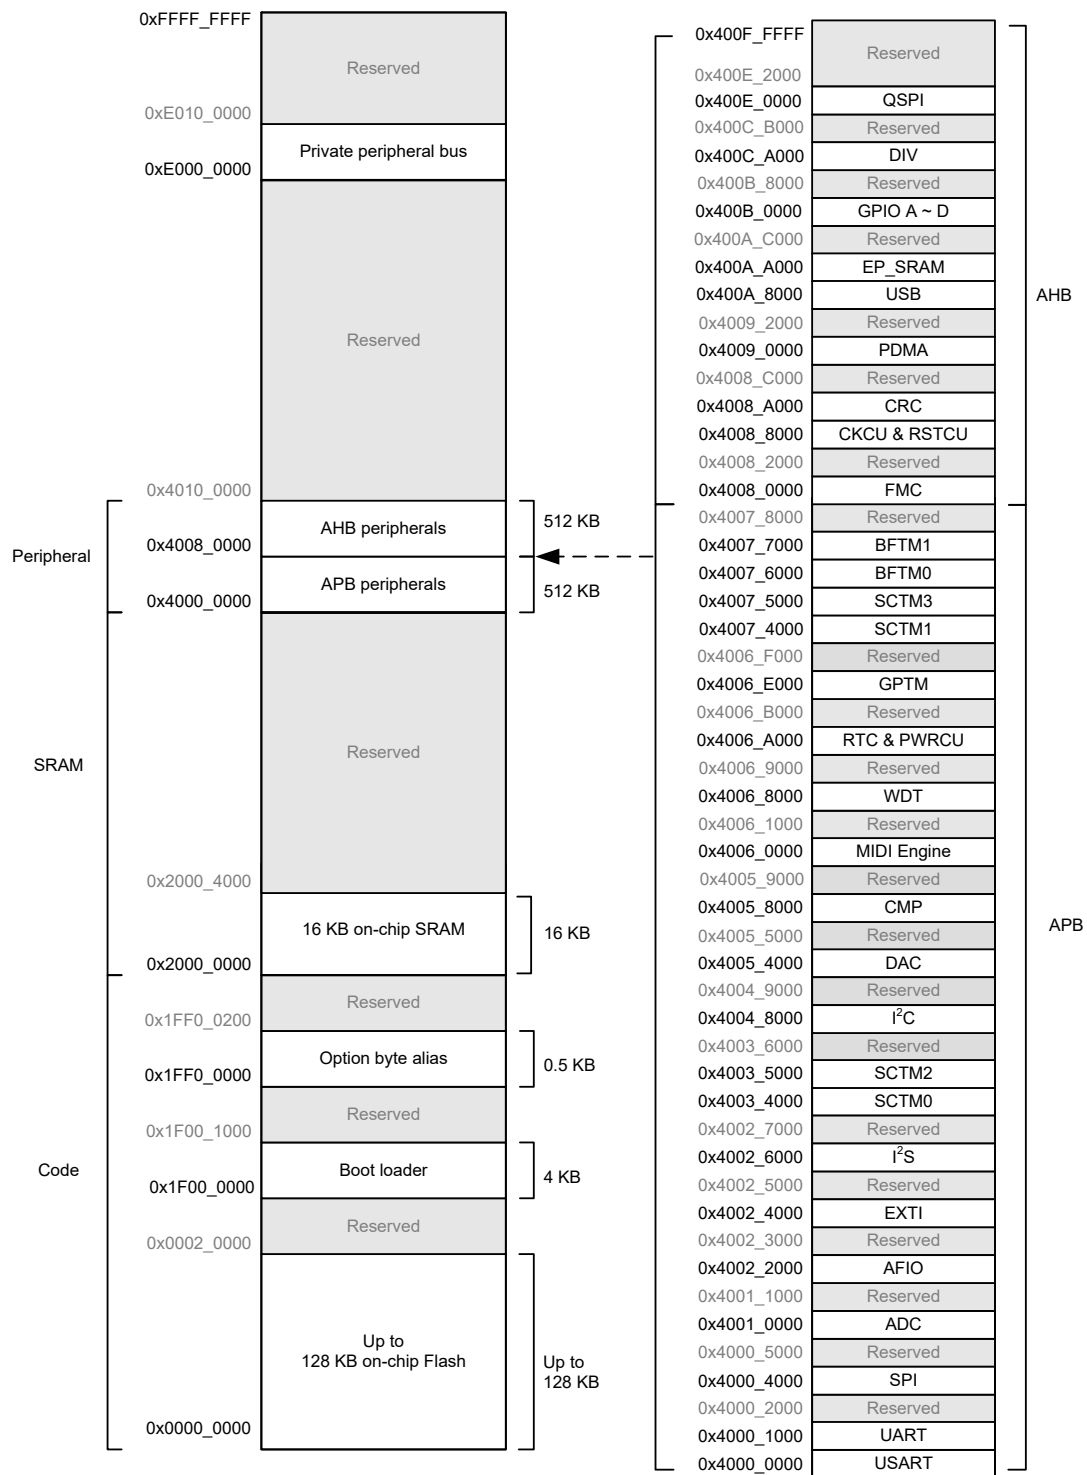 0xFFFF_FFFF
Reserved
0xE010_0000
Private peripheral bus
0xE000_0000
Reserved
0x4010_0000
AHB peripherals
512 KB
0x4008_0000
Peripheral
APB peripherals
512 KB
0x4000_0000
Reserved
SRAM
0x2000_4000
16 KB on-chip SRAM
16 KB
0x2000_0000
Reserved
0x1FF0_0200
Option byte alias
0.5 KB
0x1FF0_0000
Reserved
0x1F00_1000
Code
Boot loader
4 KB
0x1F00_0000
Reserved
0x0002_0000
Up to
128 KB on-chip Flash
Up to
128 KB
0x0000_0000
0x400F_FFFF
Reserved
0x400E_2000
0x400E_0000 QSPI
0x400C_B000 Reserved
0x400C_A000 DIV
0x400B_8000 Reserved
0x400B_0000 GPIO A ~ D
0x400A_C000 Reserved
0x400A_A000 EP_SRAM
0x400A_8000 USB
AHB
0x4009_2000 Reserved
0x4009_0000 PDMA
0x4008_C000 Reserved
0x4008_A000 CRC
0x4008_8000 CKCU & RSTCU
0x4008_2000 Reserved
0x4008_0000 FMC
0x4007_8000 Reserved
0x4007_7000 BFTM1
0x4007_6000 BFTM0
0x4007_5000 SCTM3
0x4007_4000 SCTM1
0x4006_F000 Reserved
0x4006_E000 GPTM
0x4006_B000 Reserved
0x4006_A000 RTC & PWRCU
0x4006_9000 Reserved
0x4006_8000 WDT
0x4006_1000 Reserved
0x4006_0000 MIDI Engine
0x4005_9000 Reserved
0x4005_8000 CMP
APB
0x4005_5000 Reserved
0x4005_4000 DAC
0x4004_9000 Reserved
0x4004_8000 I²C
0x4003_6000 Reserved
0x4003_5000 SCTM2
0x4003_4000 SCTM0
0x4002_7000 Reserved
0x4002_6000 I²S
0x4002_5000 Reserved
0x4002_4000 EXTI
0x4002_3000 Reserved
0x4002_2000 AFIO
0x4001_1000 Reserved
0x4001_0000 ADC
0x4000_5000 Reserved
0x4000_4000 SPI
0x4000_2000 Reserved
0x4000_1000 UART
0x4000_0000 USART